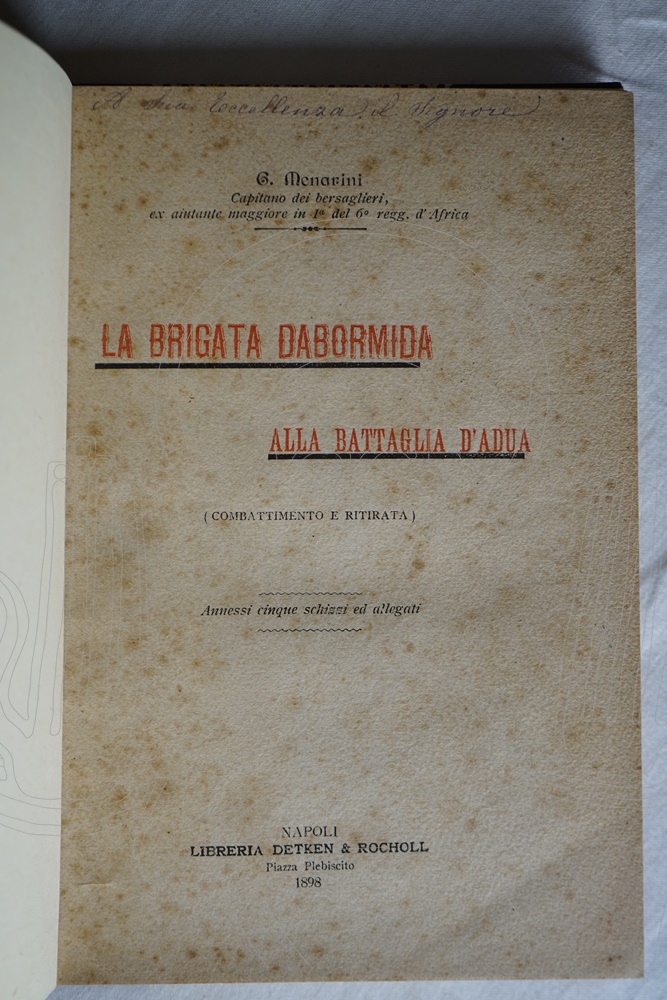 A Sua Eccellenza il Signore
G. Menarini
Capitano dei bersaglieri,
ex aiutante maggiore in 1ª del 6º regg. d'Africa
LA BRIGATA DABORMIDA
ALLA BATTAGLIA D'ADUA
(COMBATTIMENTO E RITIRATA)
Annessi cinque schizzi ed allegati
NAPOLI
LIBRERIA DETKEN & ROCHOLL
Piazza Plebiscito
1898